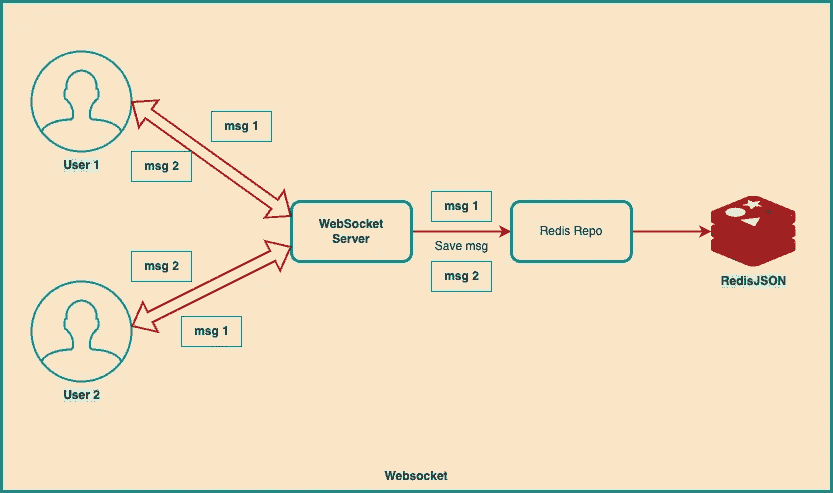 msg 1
User 1
msg 2
msg 1
WebSocket
Server
Redis Repo
Save msg
msg 2
msg 2
RedisJSON
msg 1
User 2
Websocket